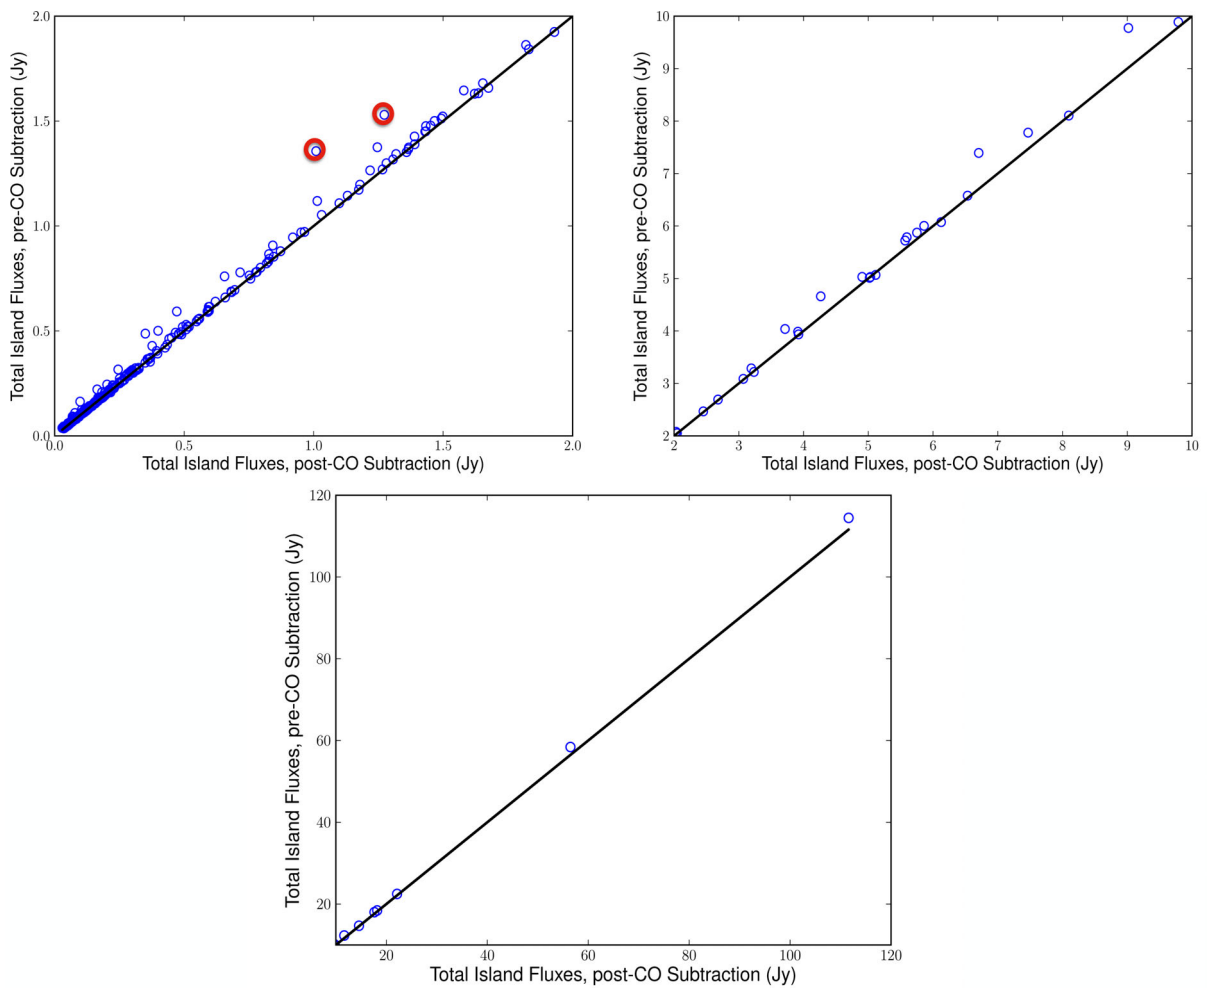 Total Island Fluxes, pre-CO Subtraction (Jy)
2.0
1.5
1.0
0.5
0.0
0.0 0.5 1.0 1.5 2.0
Total Island Fluxes, post-CO Subtraction (Jy)
Total Island Fluxes, pre-CO Subtraction (Jy)
10
9
8
7
6
5
4
3
2
2 3 4 5 6 7 8 9 10
Total Island Fluxes, post-CO Subtraction (Jy)
Total Island Fluxes, pre-CO Subtraction (Jy)
120
100
80
60
40
20
20 40 60 80 100 120
Total Island Fluxes, post-CO Subtraction (Jy)